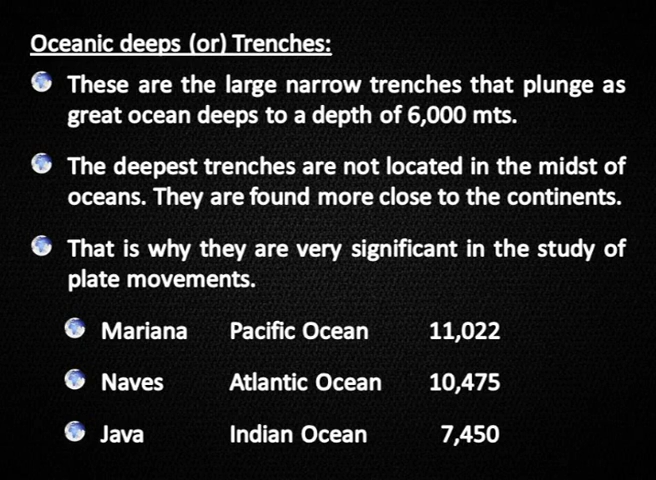 Oceanic deeps (or) Trenches:
These are the large narrow trenches that plunge as
great ocean deeps to a depth of 6,000 mts.
The deepest trenches are not located in the midst of
oceans. They are found more close to the continents.
That is why they are very significant in the study of
plate movements.
Mariana Pacific Ocean 11,022
Naves Atlantic Ocean 10,475
Java Indian Ocean 7,450